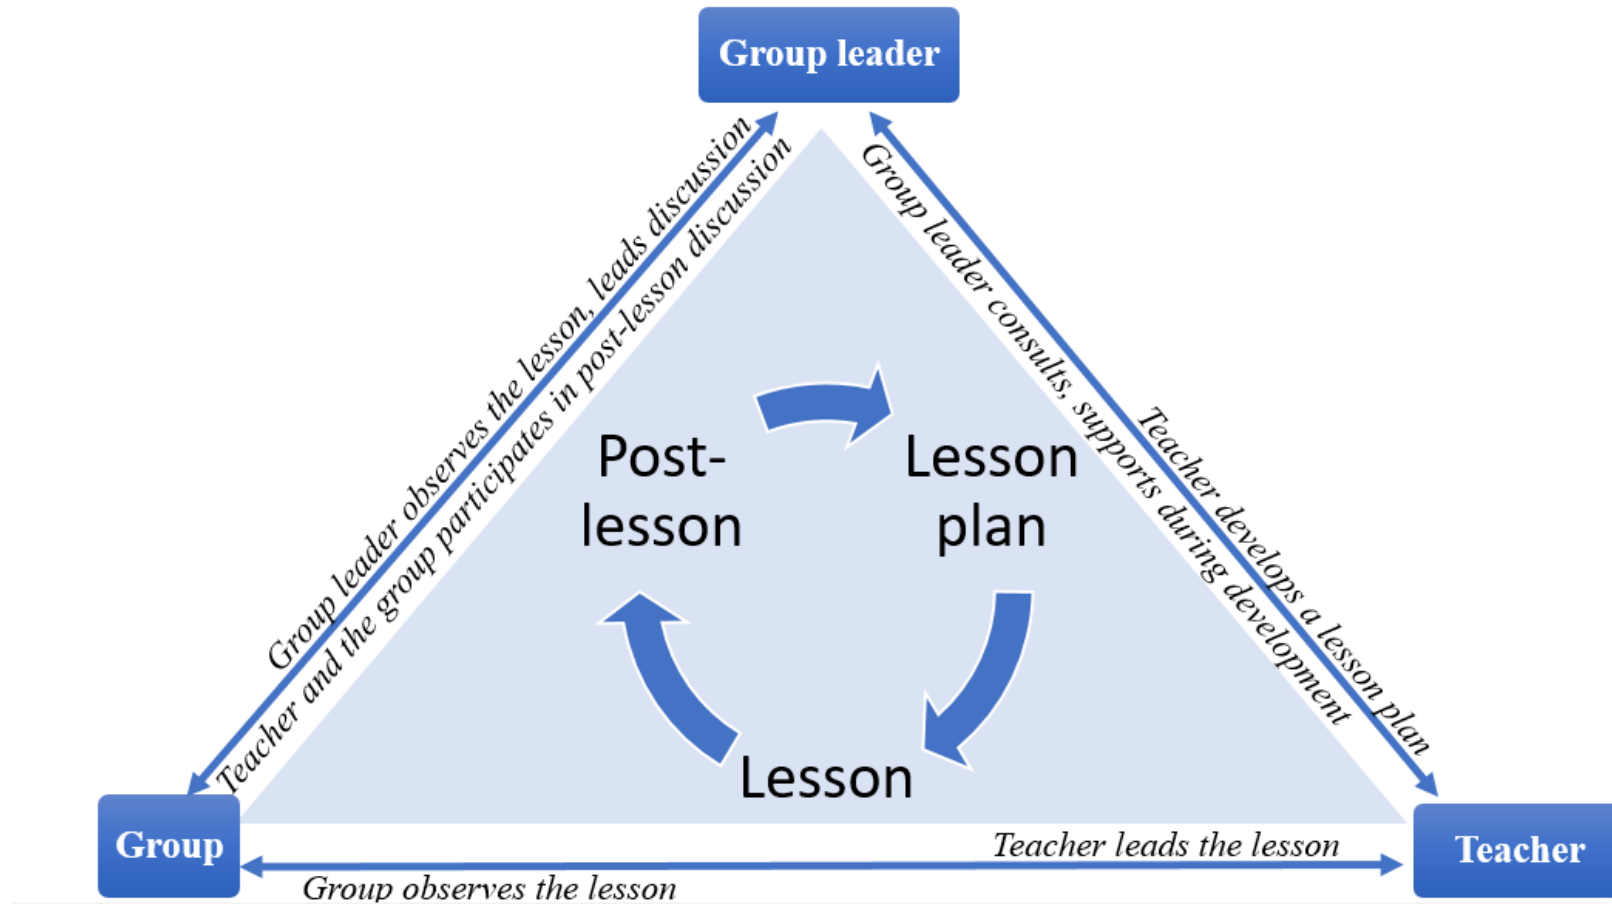 Group leader
Group leader observes the lesson, leads discussion
Teacher and the group participates in post-lesson discussion
Group leader consults, supports during development
Teacher develops a lesson plan
Post-
lesson
Lesson
plan
Lesson
Group
Teacher leads the lesson
Group observes the lesson
Teacher